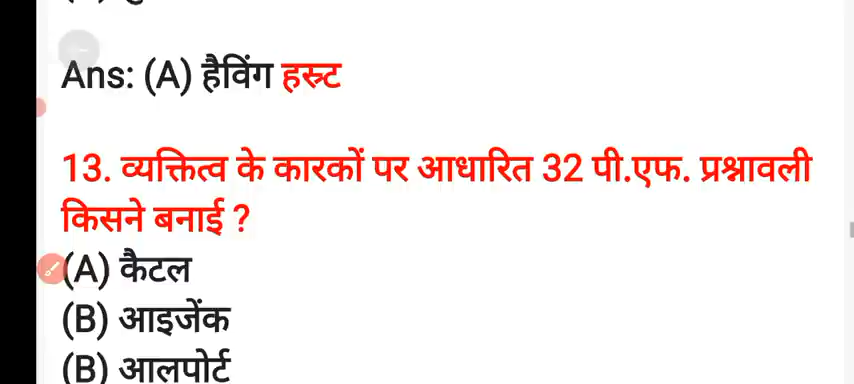 Ans: (A) हैविंग हस्र्ट
13. व्यक्तित्व के कारकों पर आधारित 32 पी.एफ. प्रश्नावली
किसने बनाई ?
(A) कैटल
(B) आइजेंक
(B) आलपोर्ट